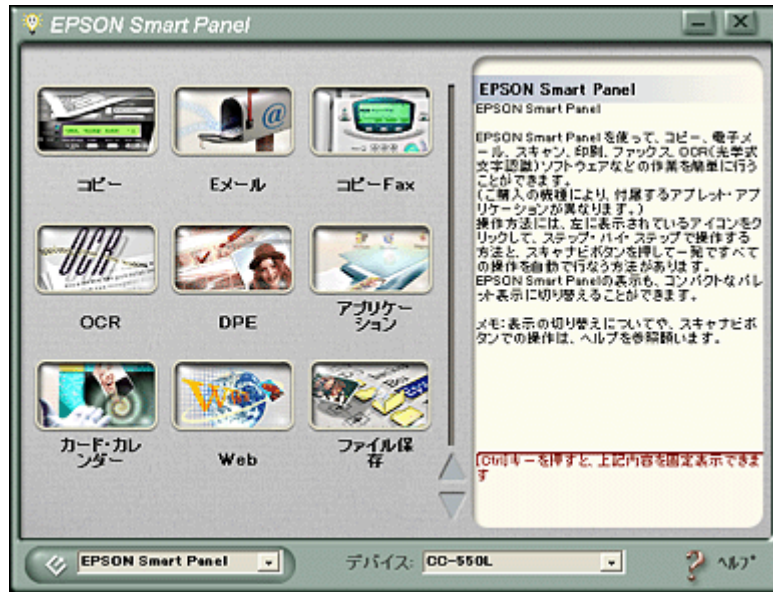 EPSON Smart Panel
コピー
Eメール
コピーFax
OCR
DPE
アプリケー
ション
カード・カレ
ンダー
Web
ファイル保
存
EPSON Smart Panel
EPSON Smart Panel
EPSON Smart Panelを使って、コピー、電子メ
ール、スキャン、印刷、ファックス、OCR(光学式
文字認識)ソフトウェアなどの作業を簡単に行う
ことができます。
(ご購入の機種により、付属するアプレット・アプ
リケーションが異なります。)
操作方法には、左に表示されているアイコンをク
リックして、ステップ・バイ・ステップで操作する
方法と、スキャナビボタンを押して一発ですべて
の操作を自動で行なう方法があります。
EPSON Smart Panelの表示も、コンパクトなパレ
ット表示に切り替えることができます。
メモ:表示の切り替えについてや、スキャナビボ
タンでの操作は、ヘルプを参照願います。
[Ctrl]キーを押すと、上記内容を固定表示できま
す
EPSON Smart Panel
デバイス:
CC-550L
ヘルプ